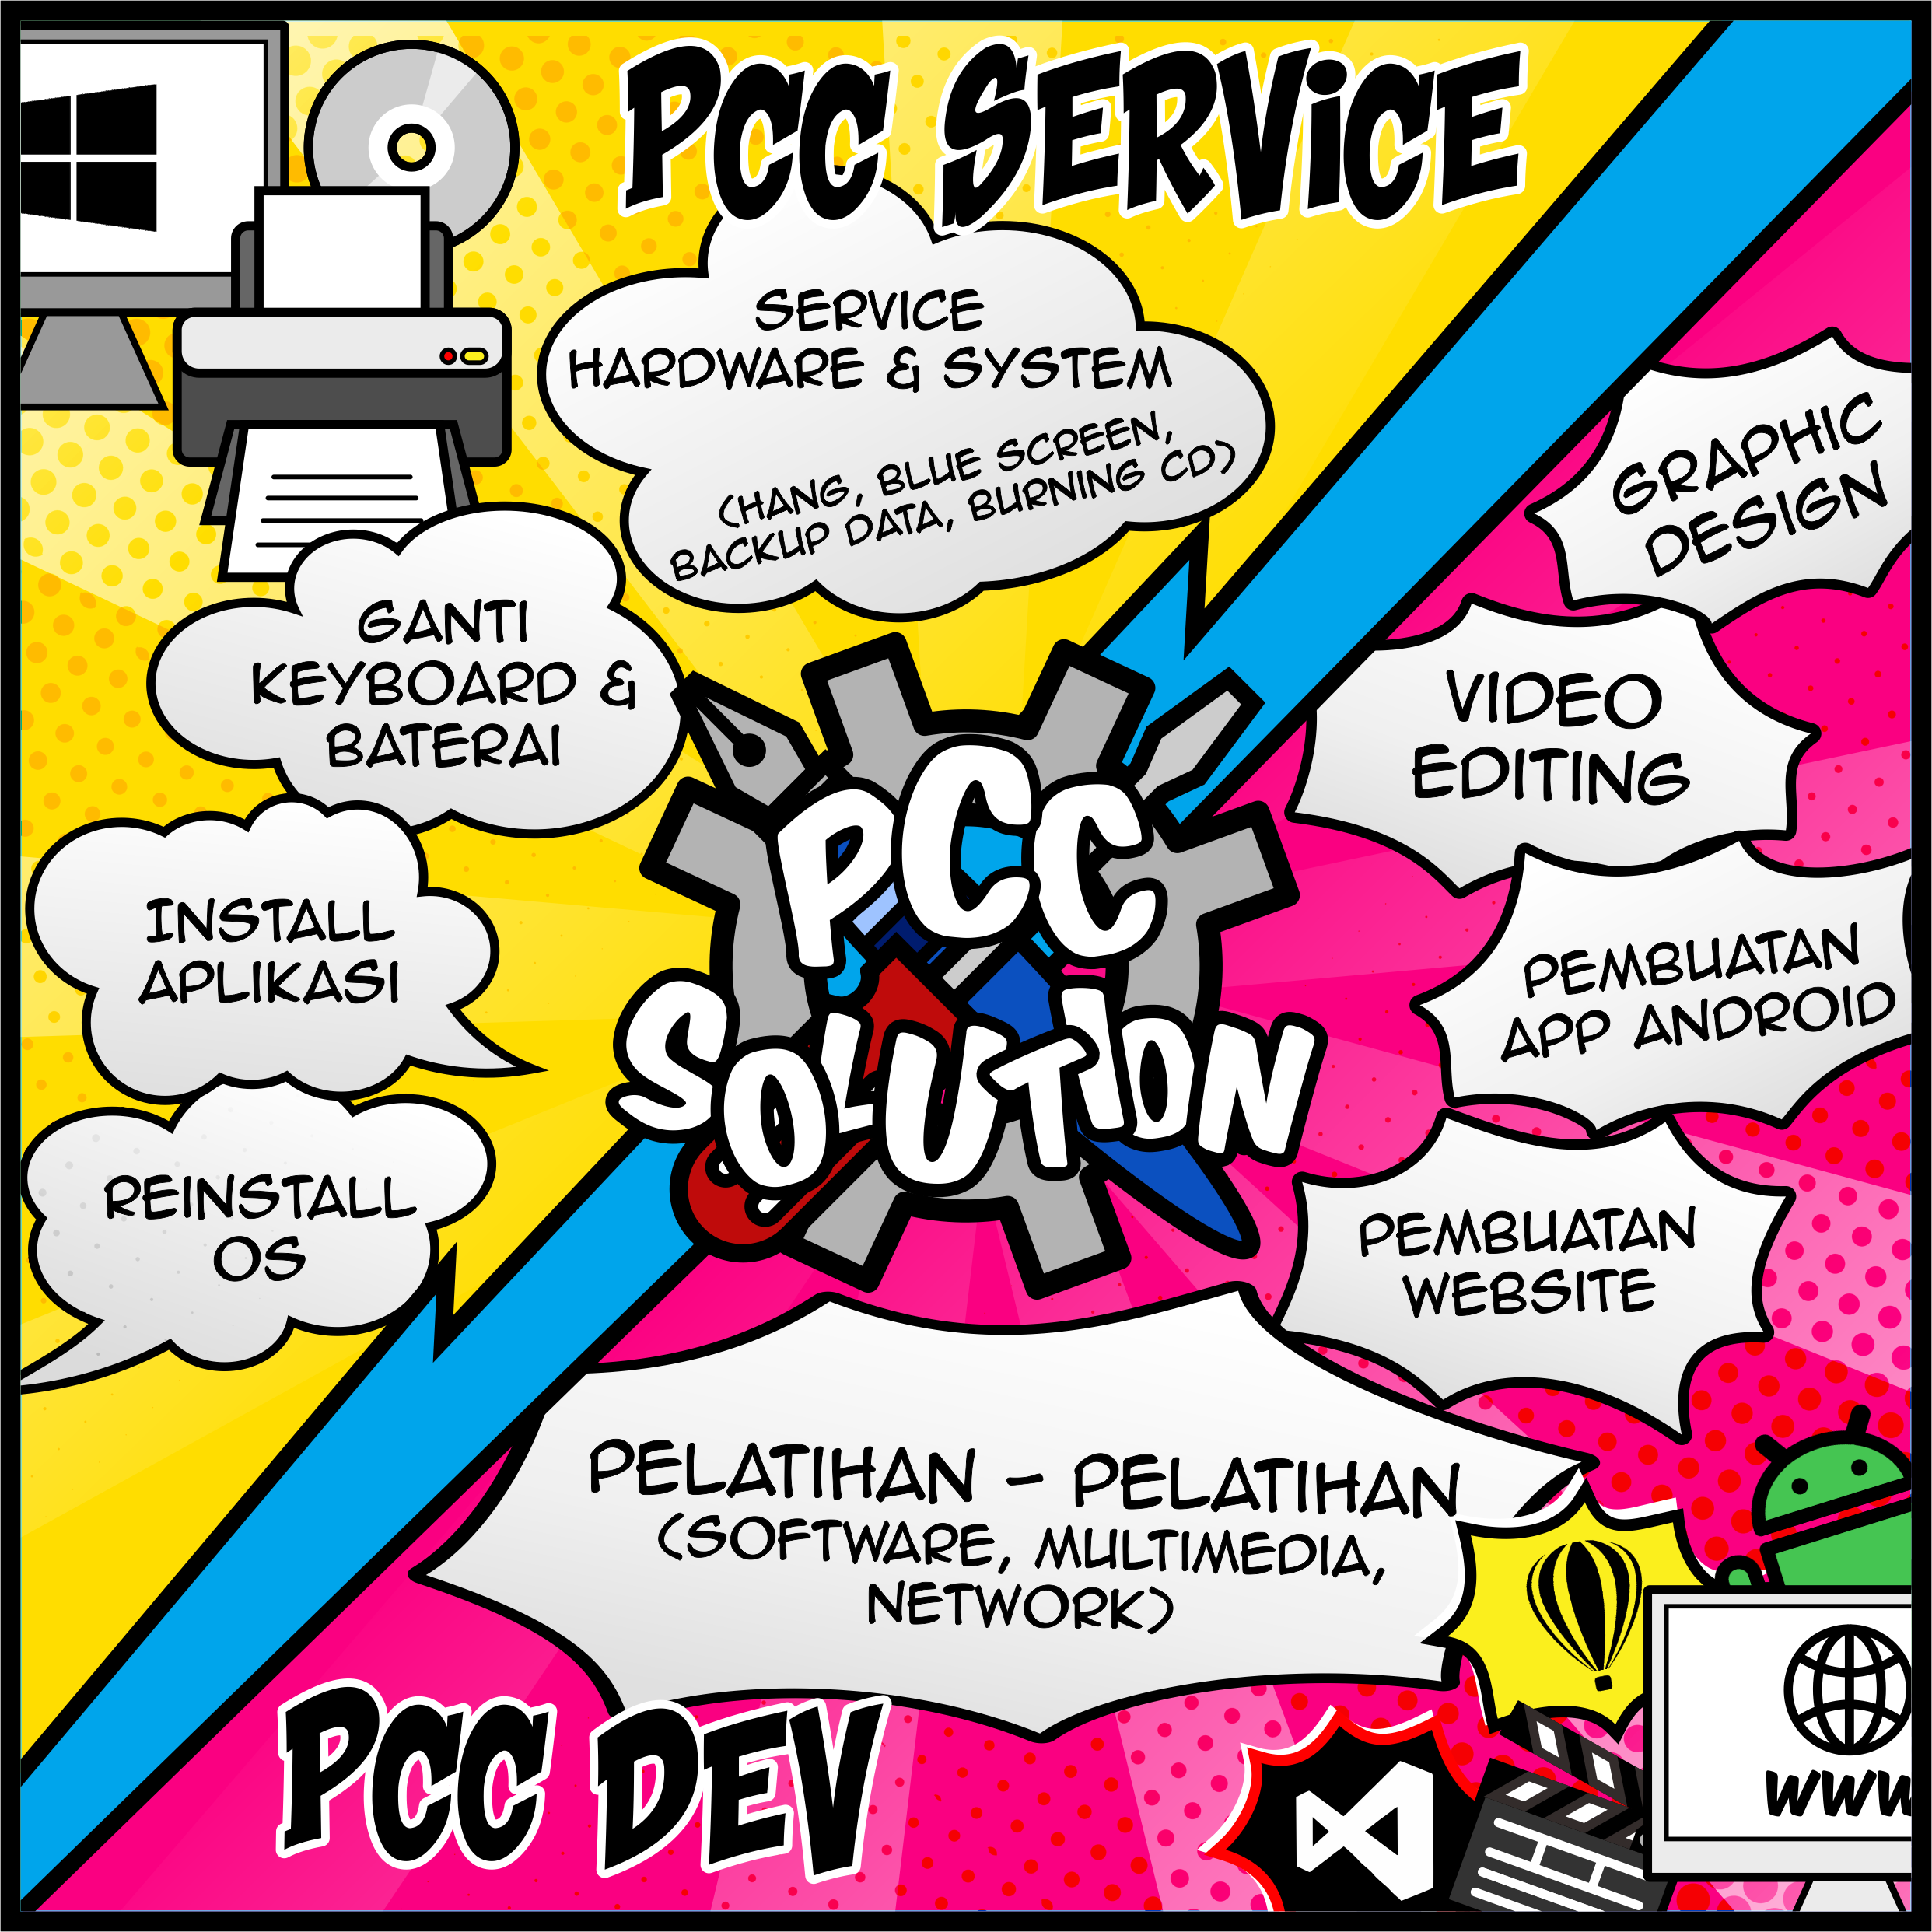 PCC SERViCE
SERVICE
HARDWARE & SYSTEM
(HANG, BLUE SCREEN,
BACKUP DATA, BURNING CD)
GANTI
KEYBOARD &
BATERAI
INSTALL
APLIKASI
REINSTALL
OS
PCC
SOLUTION
GRAPHIC
DESIGN
VIDEO
EDITING
PEMBUATAN
APP ANDROID
PEMBUATAN
WEBSITE
PELATIHAN - PELATIHAN
(SOFTWARE, MULTIMEDIA,
NETWORK)
PCC DEV
WWW